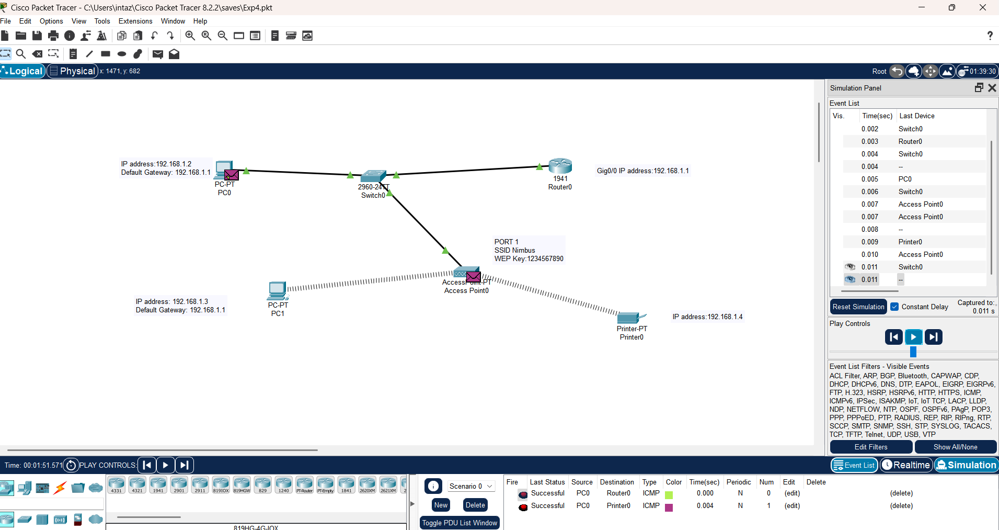 Cisco Packet Tracer - C:\Users\intaz\Cisco Packet Tracer 8.2.2\saves\Exp4.pkt
File Edit Options View Tools Extensions Window Help
?
Logical Physical x: 1471, y: 682
Root 01:39:30
Simulation Panel
Event List
Vis. Time(sec) Last Device
0.002 Switch0
0.003 Router0
0.004 Switch0
0.004 --
0.005 PC0
0.006 Switch0
0.007 Access Point0
0.007 Access Point0
0.008 --
0.009 Printer0
0.010 Access Point0
0.011 Switch0
0.011 --
Reset Simulation Constant Delay Captured to:
0.011 s
Play Controls
Event List Filters - Visible Events
ACL Filter, ARP, BGP, Bluetooth, CAPWAP, CDP,
DHCP, DHCPv6, DNS, DTP, EAPOL, EIGRP, EIGRPv6,
FTP, H.323, HSRP, HSRPv6, HTTP, HTTPS, ICMP,
ICMPv6, IPSec, ISAKMP, IoT, IoT TCP, LACP, LLDP,
NDP, NETFLOW, NTP, OSPF, OSPFv6, PAgP, POP3,
PPP, PPPoED, PTP, RADIUS, REP, RIP, RIPng, RTP,
SCCP, SMTP, SNMP, SSH, STP, SYSLOG, TACACS,
TCP, TFTP, Telnet, UDP, USB, VTP
Edit Filters Show All/None
IP address:192.168.1.2
Default Gateway: 192.168.1.1
PC-PT
PC0
2960-24TT
Switch0
1941
Router0
Gig0/0 IP address:192.168.1.1
PORT 1
SSID Nimbus
WEP Key:1234567890
AccessPoint-PT
Access Point0
PC-PT
PC1
IP address: 192.168.1.3
Default Gateway: 192.168.1.1
Printer-PT
Printer0
IP address:192.168.1.4
Time: 00:01:51.571 PLAY CONTROLS:
Event List Realtime Simulation
4331 4321 1941 2901 2911 819IOX 819HGW 829 1240 PT-Router PT-Empty 1841 2620XM 2621XM 2
819HG-4G-IOX
Scenario 0
New Delete
Toggle PDU List Window
Fire Last Status Source Destination Type Color Time(sec) Periodic Num Edit Delete
Successful PC0 Router0 ICMP 0.000 N 0 (edit) (delete)
Successful PC0 Printer0 ICMP 0.004 N 1 (edit) (delete)